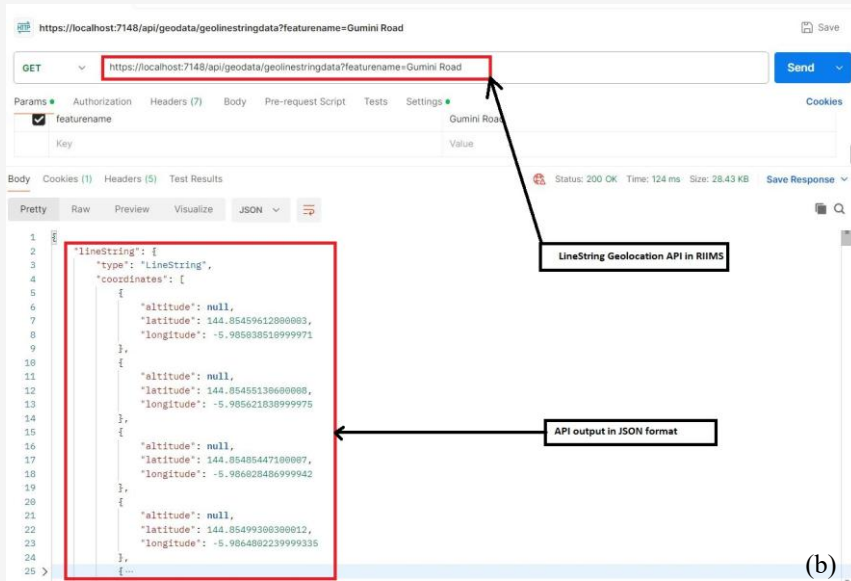 HTTP https://localhost:7148/api/geodata/geolinestringdata?featurename=Gumini Road Save
GET https://localhost:7148/api/geodata/geolinestringdata?featurename=Gumini Road Send
Params Authorization Headers (7) Body Pre-request Script Tests Settings Cookies
featurename Gumini Road
Key Value
Body Cookies (1) Headers (5) Test Results Status: 200 OK Time: 124 ms Size: 28.43 KB Save Response
Pretty Raw Preview Visualize JSON
1 {
2 "lineString": {
3 "type": "LineString",
4 "coordinates": [
5 {
6 "altitude": null,
7 "latitude": 144.85459612800003,
8 "longitude": -5.985038510999971
9 },
10 {
11 "altitude": null,
12 "latitude": 144.85455130600008,
13 "longitude": -5.985621838999975
14 },
15 {
16 "altitude": null,
17 "latitude": 144.85485447100007,
18 "longitude": -5.986028486999942
19 },
20 {
21 "altitude": null,
22 "latitude": 144.85499300300012,
23 "longitude": -5.9864802239999335
24 },
25 {...
LineString Geolocation API in RIIMS
API output in JSON format
(b)